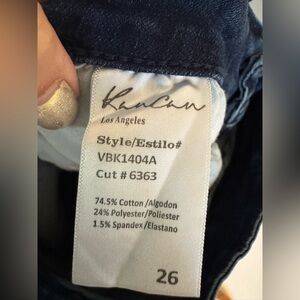 KanCan
Los Angeles
Style/Estilo#
VBK1404A
Cut # 6363
74.5% Cotton/Algodon
24% Polyester/Poliester
1.5% Spandex/Elastano
26